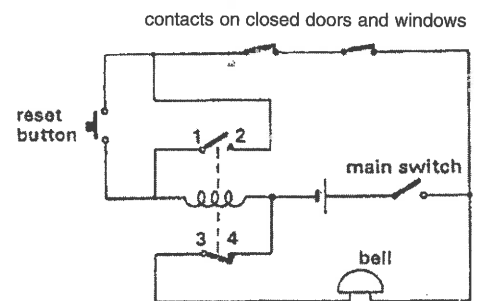 contacts on closed doors and windows
reset
button
1 2
main switch
3 4
bell